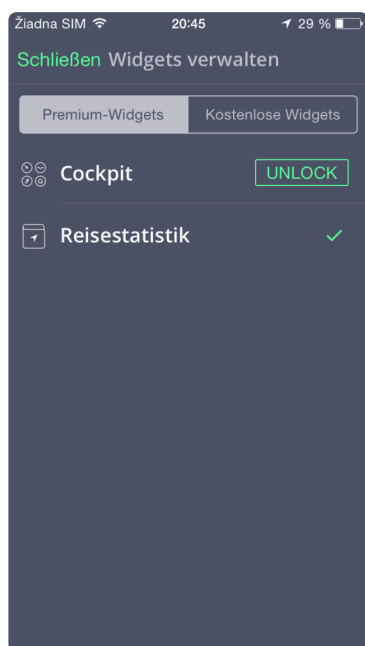 Žiadna SIM 20:45 29 %
Schließen Widgets verwalten
Premium-Widgets Kostenlose Widgets
Cockpit UNLOCK
Reisestatistik